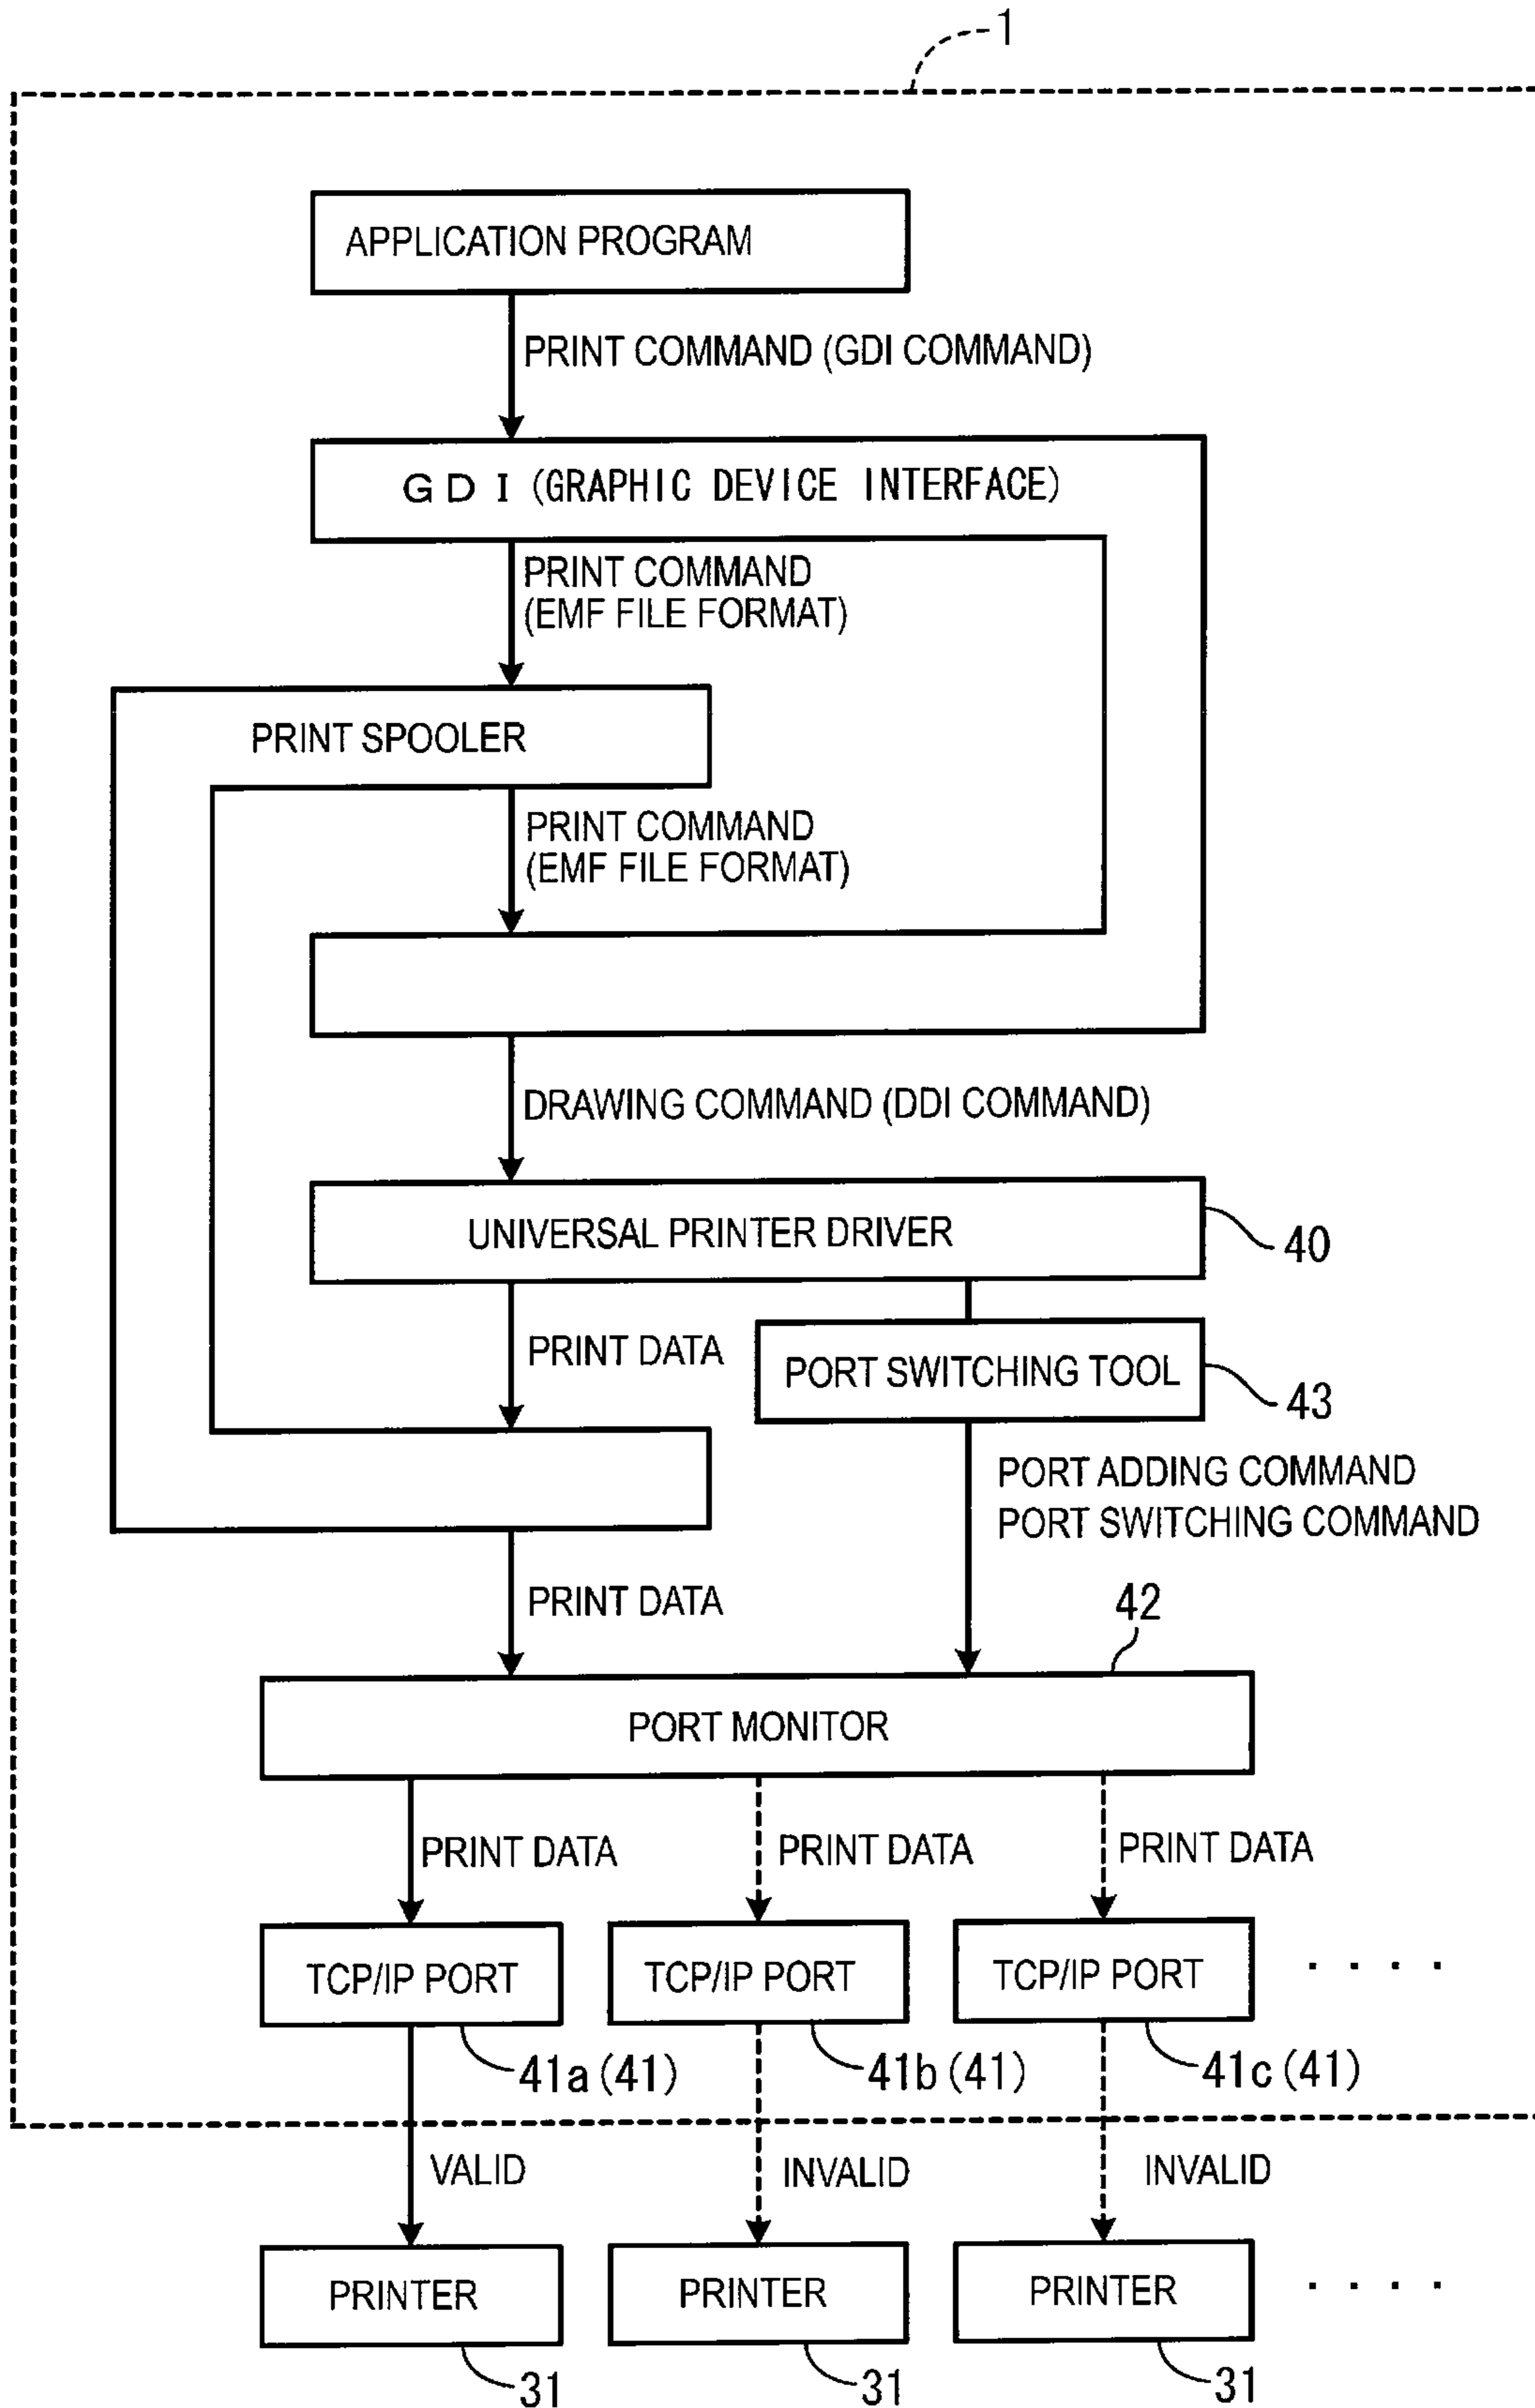 1
APPLICATION PROGRAM
PRINT COMMAND (GDI COMMAND)
G D I (GRAPHIC DEVICE INTERFACE)
PRINT COMMAND
(EMF FILE FORMAT)
PRINT SPOOLER
PRINT COMMAND
(EMF FILE FORMAT)
DRAWING COMMAND (DDI COMMAND)
UNIVERSAL PRINTER DRIVER
40
PRINT DATA
PORT SWITCHING TOOL
43
PORT ADDING COMMAND
PORT SWITCHING COMMAND
PRINT DATA
42
PORT MONITOR
PRINT DATA PRINT DATA PRINT DATA
TCP/IP PORT TCP/IP PORT TCP/IP PORT . . . .
41a (41) 41b (41) 41c (41)
VALID INVALID INVALID
PRINTER PRINTER PRINTER . . . .
31 31 31